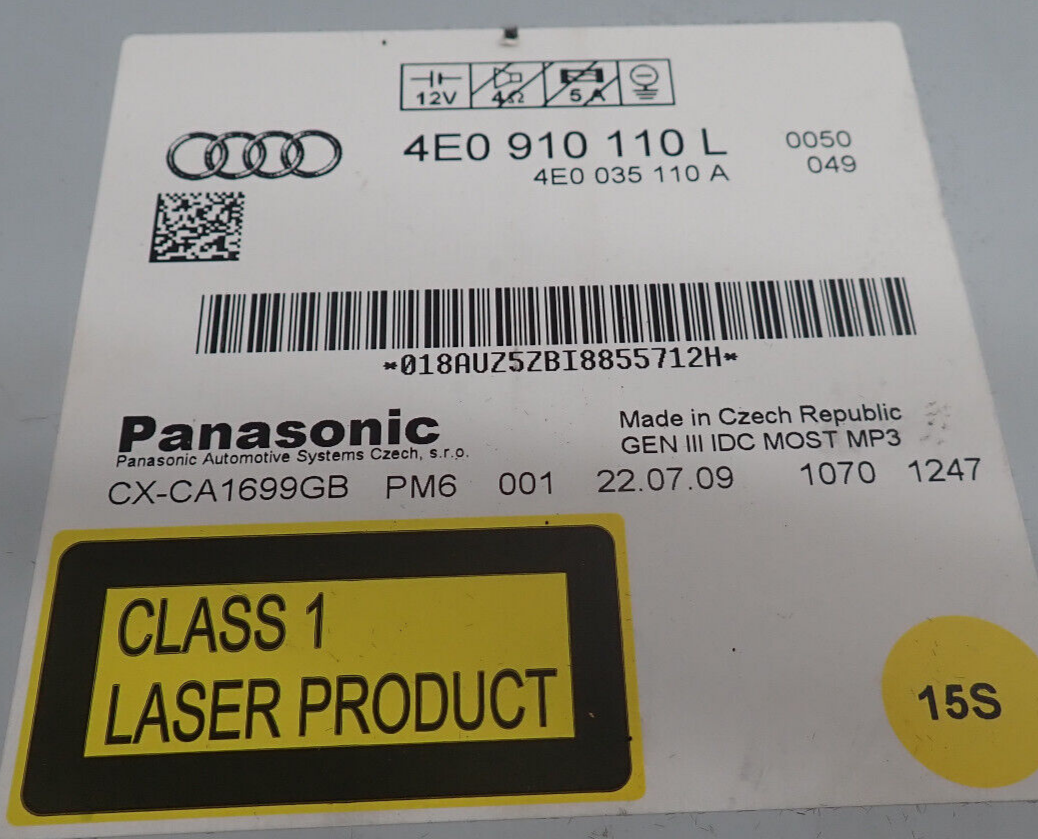 12V 4Ω 5A
4E0 910 110 L 0050
4E0 035 110 A 049
*018AUZ5ZBI8855712H*
Panasonic Made in Czech Republic
Panasonic Automotive Systems Czech, s.r.o. GEN III IDC MOST MP3
CX-CA1699GB PM6 001 22.07.09 1070 1247
CLASS 1
LASER PRODUCT
15S